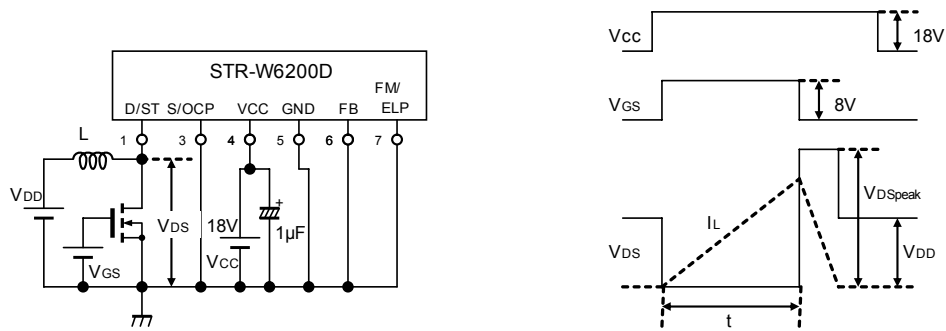 STR-W6200D
FM/
D/ST S/OCP VCC GND FB ELP
1 3 4 5 6 7
L
VDD
VGS
VDS
18V
VCC
+
1μF
Vcc
18V
VGS
8V
VDS
IL
VDSpeak
VDD
t